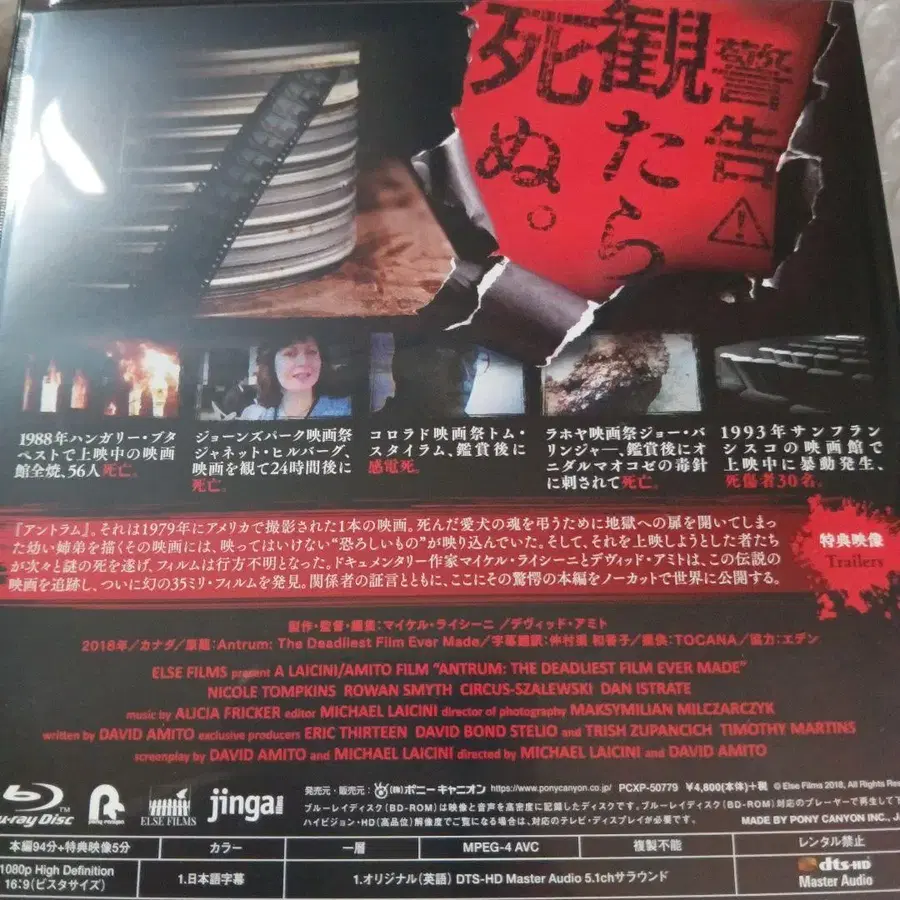 警告⚠
観たら
死ぬ。
1988年ハンガリー・ブダ
ペストで上映中の映画
館全焼、56人死亡。
ジョーンズパーク映画祭
ジャネット・ヒルバーグ、
映画を観て24時間後に
死亡。
コロラド映画祭トム・
スタイラム、鑑賞後に
感電死。
ラホヤ映画祭ジョー・バ
リンジャー、鑑賞後にオ
ニダルマオコゼの毒針
に刺されて死亡。
1993年サンフラン
シスコの映画館で
上映中に暴動発生、
死傷者30名。
『アントラム』。それは1979年にアメリカで撮影された1本の映画。死んだ愛犬の魂を弔うために地獄への扉を開いてしまっ
た幼い姉弟を描くその映画には、映ってはいけない“恐ろしいもの”が映り込んでいた。そして、それを上映しようとした者たち
が次々と謎の死を遂げ、フィルムは行方不明となった。ドキュメンタリー作家マイケル・ライシーニとデヴィッド・アミトは、この伝説の
映画を追跡し、ついに幻の35ミリ・フィルムを発見。関係者の証言とともに、ここにその驚愕の本編をノーカットで世界に公開する。
特典映像
Trailers
製作・監督・編集：マイケル・ライシーニ／デヴィッド・アミト
2018年／カナダ／原題：Antrum: The Deadliest Film Ever Made／字幕翻訳：仲村渠 和香子／提供：TOCANA／協力：エデン
ELSE FILMS present A LAICINI/AMITO FILM “ANTRUM: THE DEADLIEST FILM EVER MADE”
NICOLE TOMPKINS ROWAN SMYTH CIRCUS-SZALEWSKI DAN ISTRATE
music by ALICIA FRICKER editor MICHAEL LAICINI director of photography MAKSYMILIAN MILCZARCZYK
written by DAVID AMITO exclusive producers ERIC THIRTEEN DAVID BOND STELIO and TRISH ZUPANCICH TIMOTHY MARTINS
screenplay by DAVID AMITO and MICHAEL LAICINI directed by MICHAEL LAICINI and DAVID AMITO
発売元・販売元：(株)ポニーキャニオン https://www.ponycanyon.co.jp/ PCXP-50779 ¥4,800(本体)+税 © Else Films 2018, All Rights Re
ブルーレイディスク(BD-ROM)は映像と音声を高密度に記録したディスクです。ブルーレイディスク(BD-ROM)対応のプレーヤーで再生して下
ハイビジョン・HD(高品位)解像度でご覧になる場合は、対応のテレビ・ディスプレイが必要です。
MADE BY PONY CANYON INC., J
Blu-ray Disc
ELSE FILMS
jinga
本編94分+特典映像5分
カラー
一層
MPEG-4 AVC
複製不能
レンタル禁止
1080p High Definition
16:9(ビスタサイズ)
1.日本語字幕
1.オリジナル(英語) DTS-HD Master Audio 5.1chサラウンド
dts-HD
Master Audio